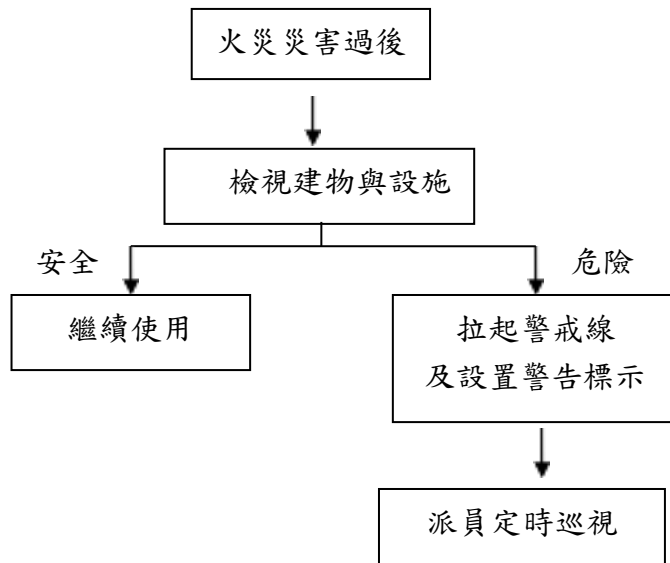 火災災害過後
檢視建物與設施
安全
危險
繼續使用
拉起警戒線
及設置警告標示
派員定時巡視